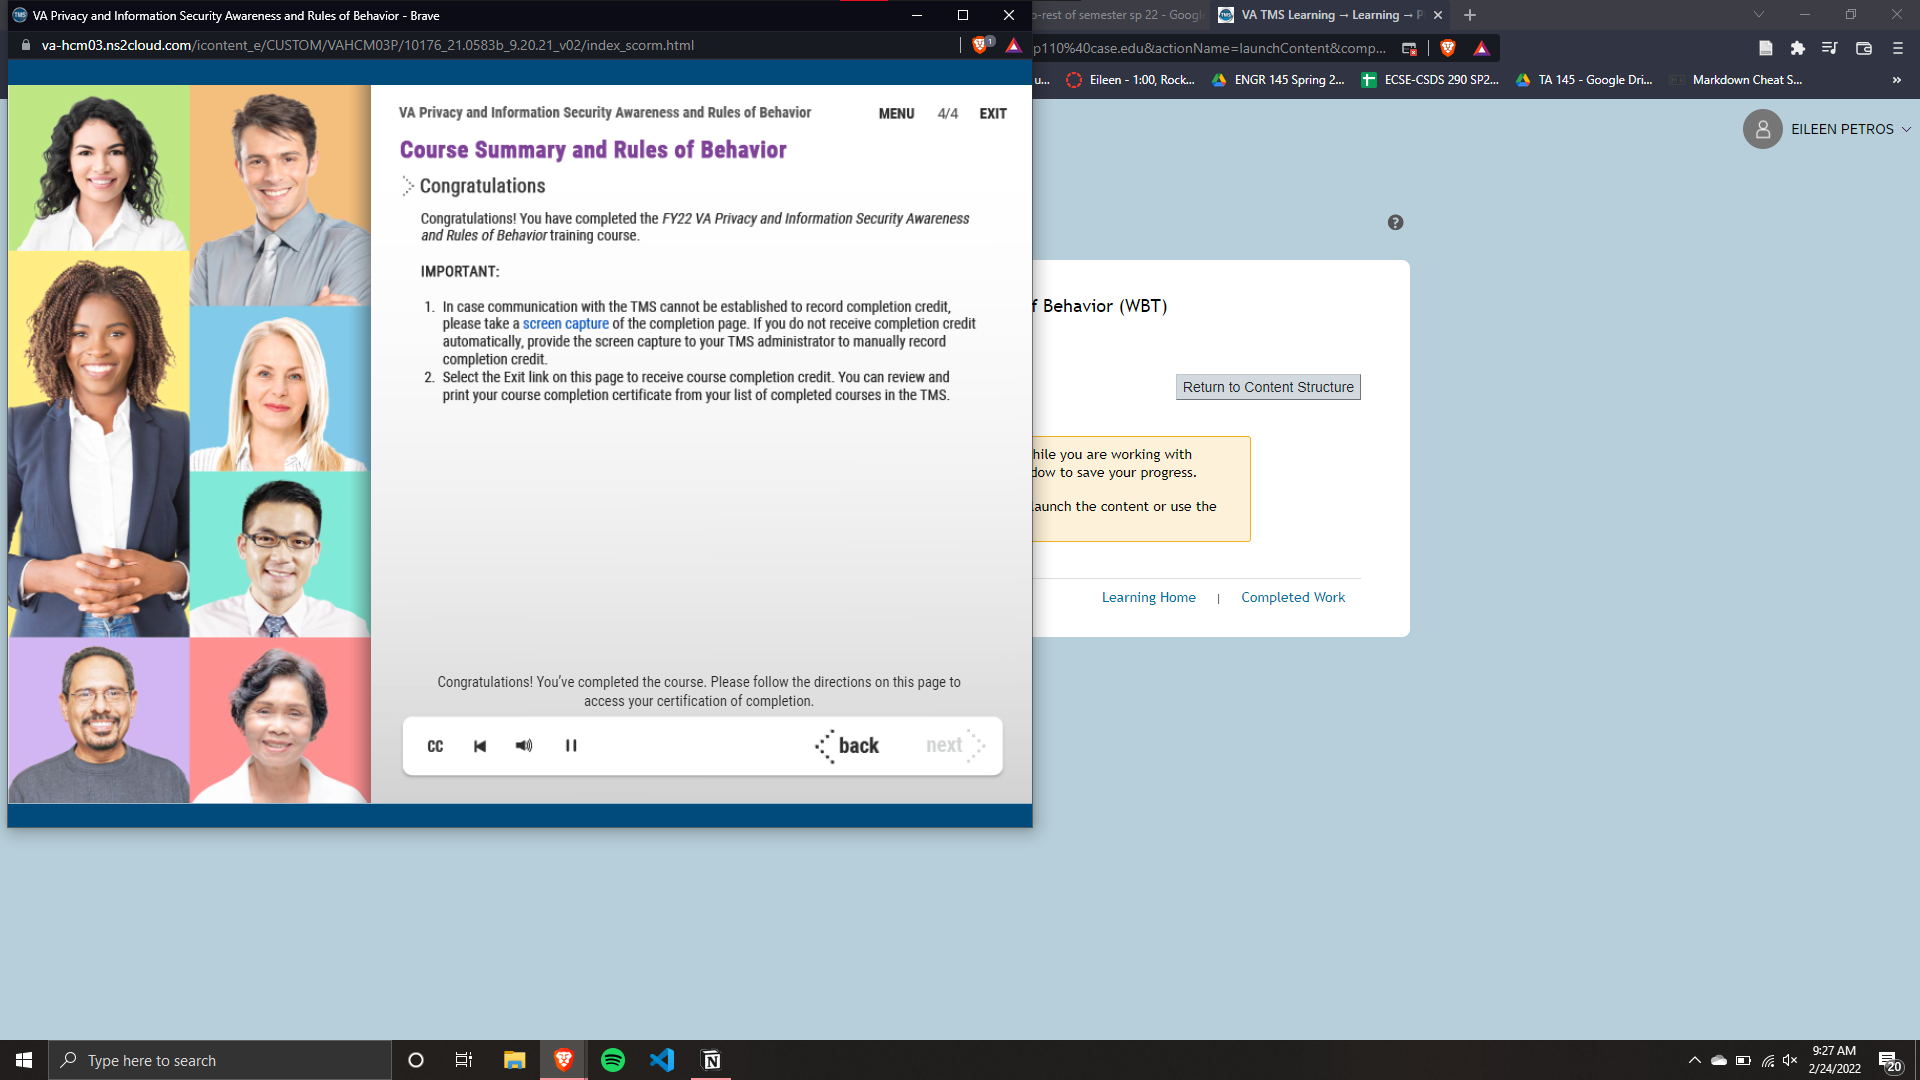 VA Privacy and Information Security Awareness and Rules of Behavior - Brave
va-hcm03.ns2cloud.com/icontent_e/CUSTOM/VAHCM03P/10176_21.0583b_9.20.21_v02/index_scorm.html
1
o-rest of semester sp 22 - Google
TMS
VA TMS Learning → Learning → P
p110%40case.edu&actionName=launchContent&comp...
u...
Eileen - 1:00, Rock...
ENGR 145 Spring 2...
ECSE-CSDS 290 SP2...
TA 145 - Google Dri...
Markdown Cheat S...
»
EILEEN PETROS
VA Privacy and Information Security Awareness and Rules of Behavior
MENU 4/4 EXIT
Course Summary and Rules of Behavior
Congratulations
Congratulations! You have completed the FY22 VA Privacy and Information Security Awareness
and Rules of Behavior training course.
IMPORTANT:
1. In case communication with the TMS cannot be established to record completion credit,
please take a screen capture of the completion page. If you do not receive completion credit
automatically, provide the screen capture to your TMS administrator to manually record
completion credit.
2. Select the Exit link on this page to receive course completion credit. You can review and
print your course completion certificate from your list of completed courses in the TMS.
Congratulations! You've completed the course. Please follow the directions on this page to
access your certification of completion.
CC
back
next
?
f Behavior (WBT)
Return to Content Structure
hile you are working with
dow to save your progress.
launch the content or use the
Learning Home | Completed Work
Type here to search
9:27 AM
2/24/2022
20